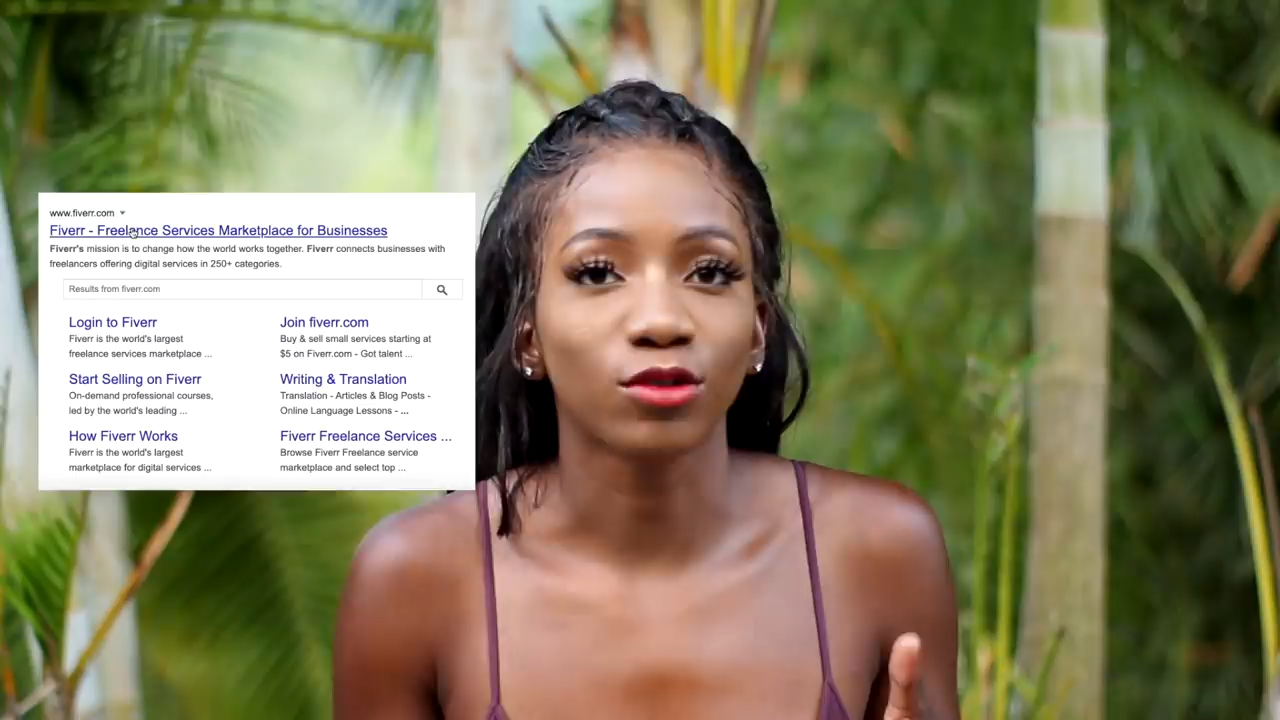 www.fiverr.com
Fiverr - Freelance Services Marketplace for Businesses
Fiverr's mission is to change how the world works together. Fiverr connects businesses with
freelancers offering digital services in 250+ categories.
Results from fiverr.com
Login to Fiverr
Fiverr is the world's largest
freelance services marketplace ...
Join fiverr.com
Buy & sell small services starting at
$5 on Fiverr.com - Got talent ...
Start Selling on Fiverr
On-demand professional courses,
led by the world's leading ...
Writing & Translation
Translation - Articles & Blog Posts -
Online Language Lessons - ...
How Fiverr Works
Fiverr is the world's largest
marketplace for digital services ...
Fiverr Freelance Services ...
Browse Fiverr Freelance service
marketplace and select top ...